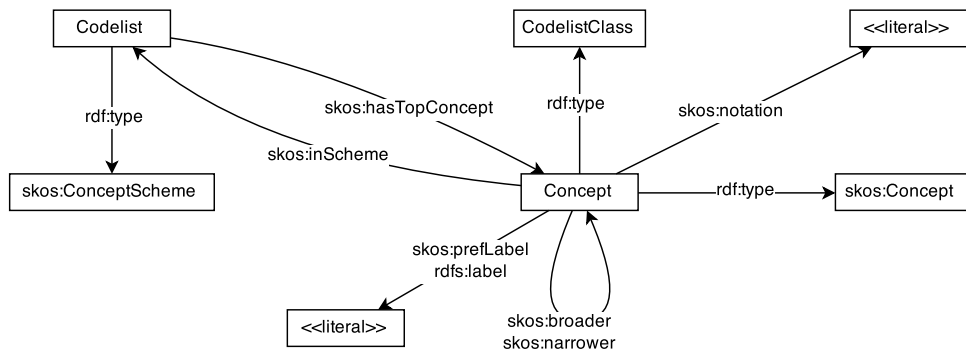 Codelist
CodelistClass
<<literal>>
rdf:type
skos:hasTopConcept
rdf:type
skos:notation
skos:inScheme
skos:ConceptScheme
Concept
rdf:type
skos:Concept
skos:prefLabel
rdfs:label
<<literal>>
skos:broader
skos:narrower